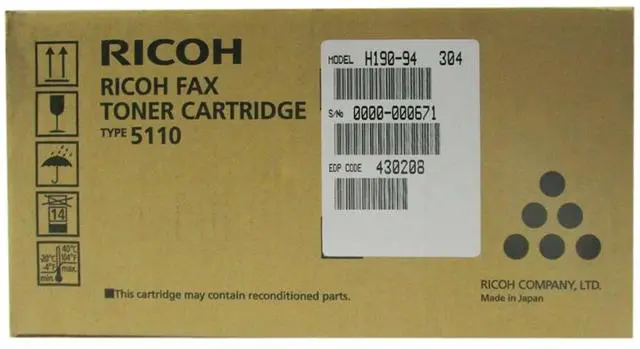 RICOH
RICOH FAX
TONER CARTRIDGE
TYPE 5110
MODEL H190-94 304
S/No 0000-000671
EDP CODE 430208
14
-20°C 40°C
-4°F 104°F
min. max.
■This cartridge may contain reconditioned parts.
RICOH COMPANY, LTD.
Made in Japan